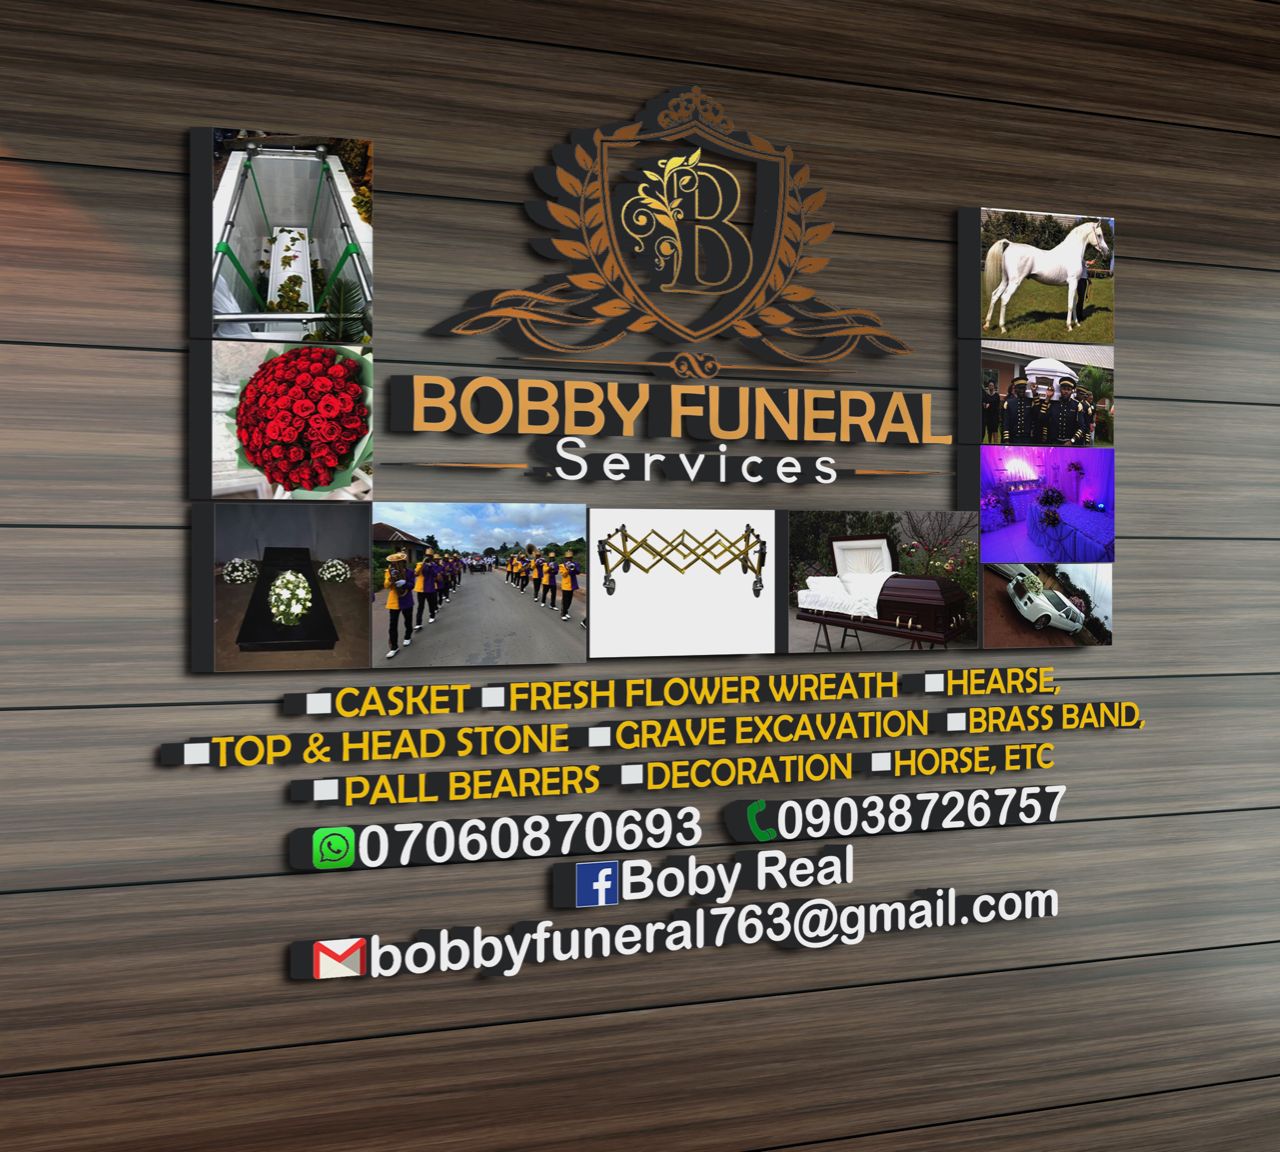 B
BOBBY FUNERAL
Services
CASKET FRESH FLOWER WREATH HEARSE,
TOP & HEAD STONE GRAVE EXCAVATION BRASS BAND,
PALL BEARERS DECORATION HORSE, ETC
07060870693 09038726757
Boby Real
bobbyfuneral763@gmail.com